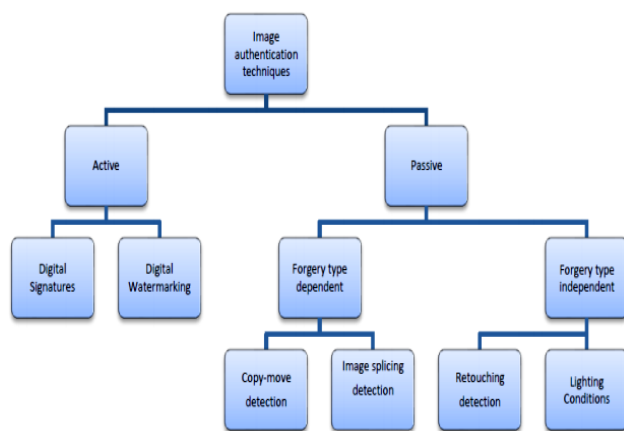 Image
authentication
techniques
Active
Passive
Digital
Signatures
Digital
Watermarking
Forgery type
dependent
Forgery type
independent
Copy-move
detection
Image splicing
detection
Retouching
detection
Lighting
Conditions